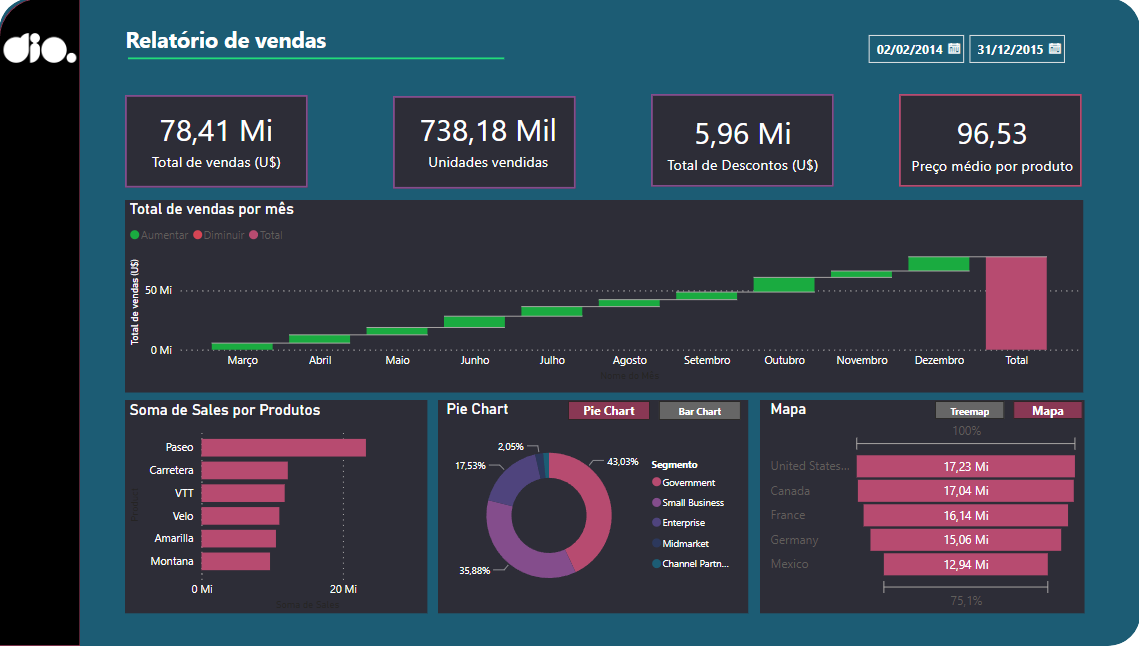 dio.
Relatório de vendas
02/02/2014
31/12/2015
78,41 Mi
Total de vendas (U$)
738,18 Mil
Unidades vendidas
5,96 Mi
Total de Descontos (U$)
96,53
Preço médio por produto
Total de vendas por mês
Aumentar Diminuir Total
Total de vendas (U$)
50 Mi
0 Mi
Março Abril Maio Junho Julho Agosto Setembro Outubro Novembro Dezembro Total
Nome do Mês
Soma de Sales por Produtos
Paseo
Carretera
VTT
Velo
Amarilla
Montana
0 Mi 20 Mi
Soma de Sales
Pie Chart
Pie Chart
Bar Chart
2,05%
17,53%
43,03%
35,88%
Segmento
Government
Small Business
Enterprise
Midmarket
Channel Partn...
Mapa
Treemap
Mapa
100%
United States... 17,23 Mi
Canada 17,04 Mi
France 16,14 Mi
Germany 15,06 Mi
Mexico 12,94 Mi
75,1%